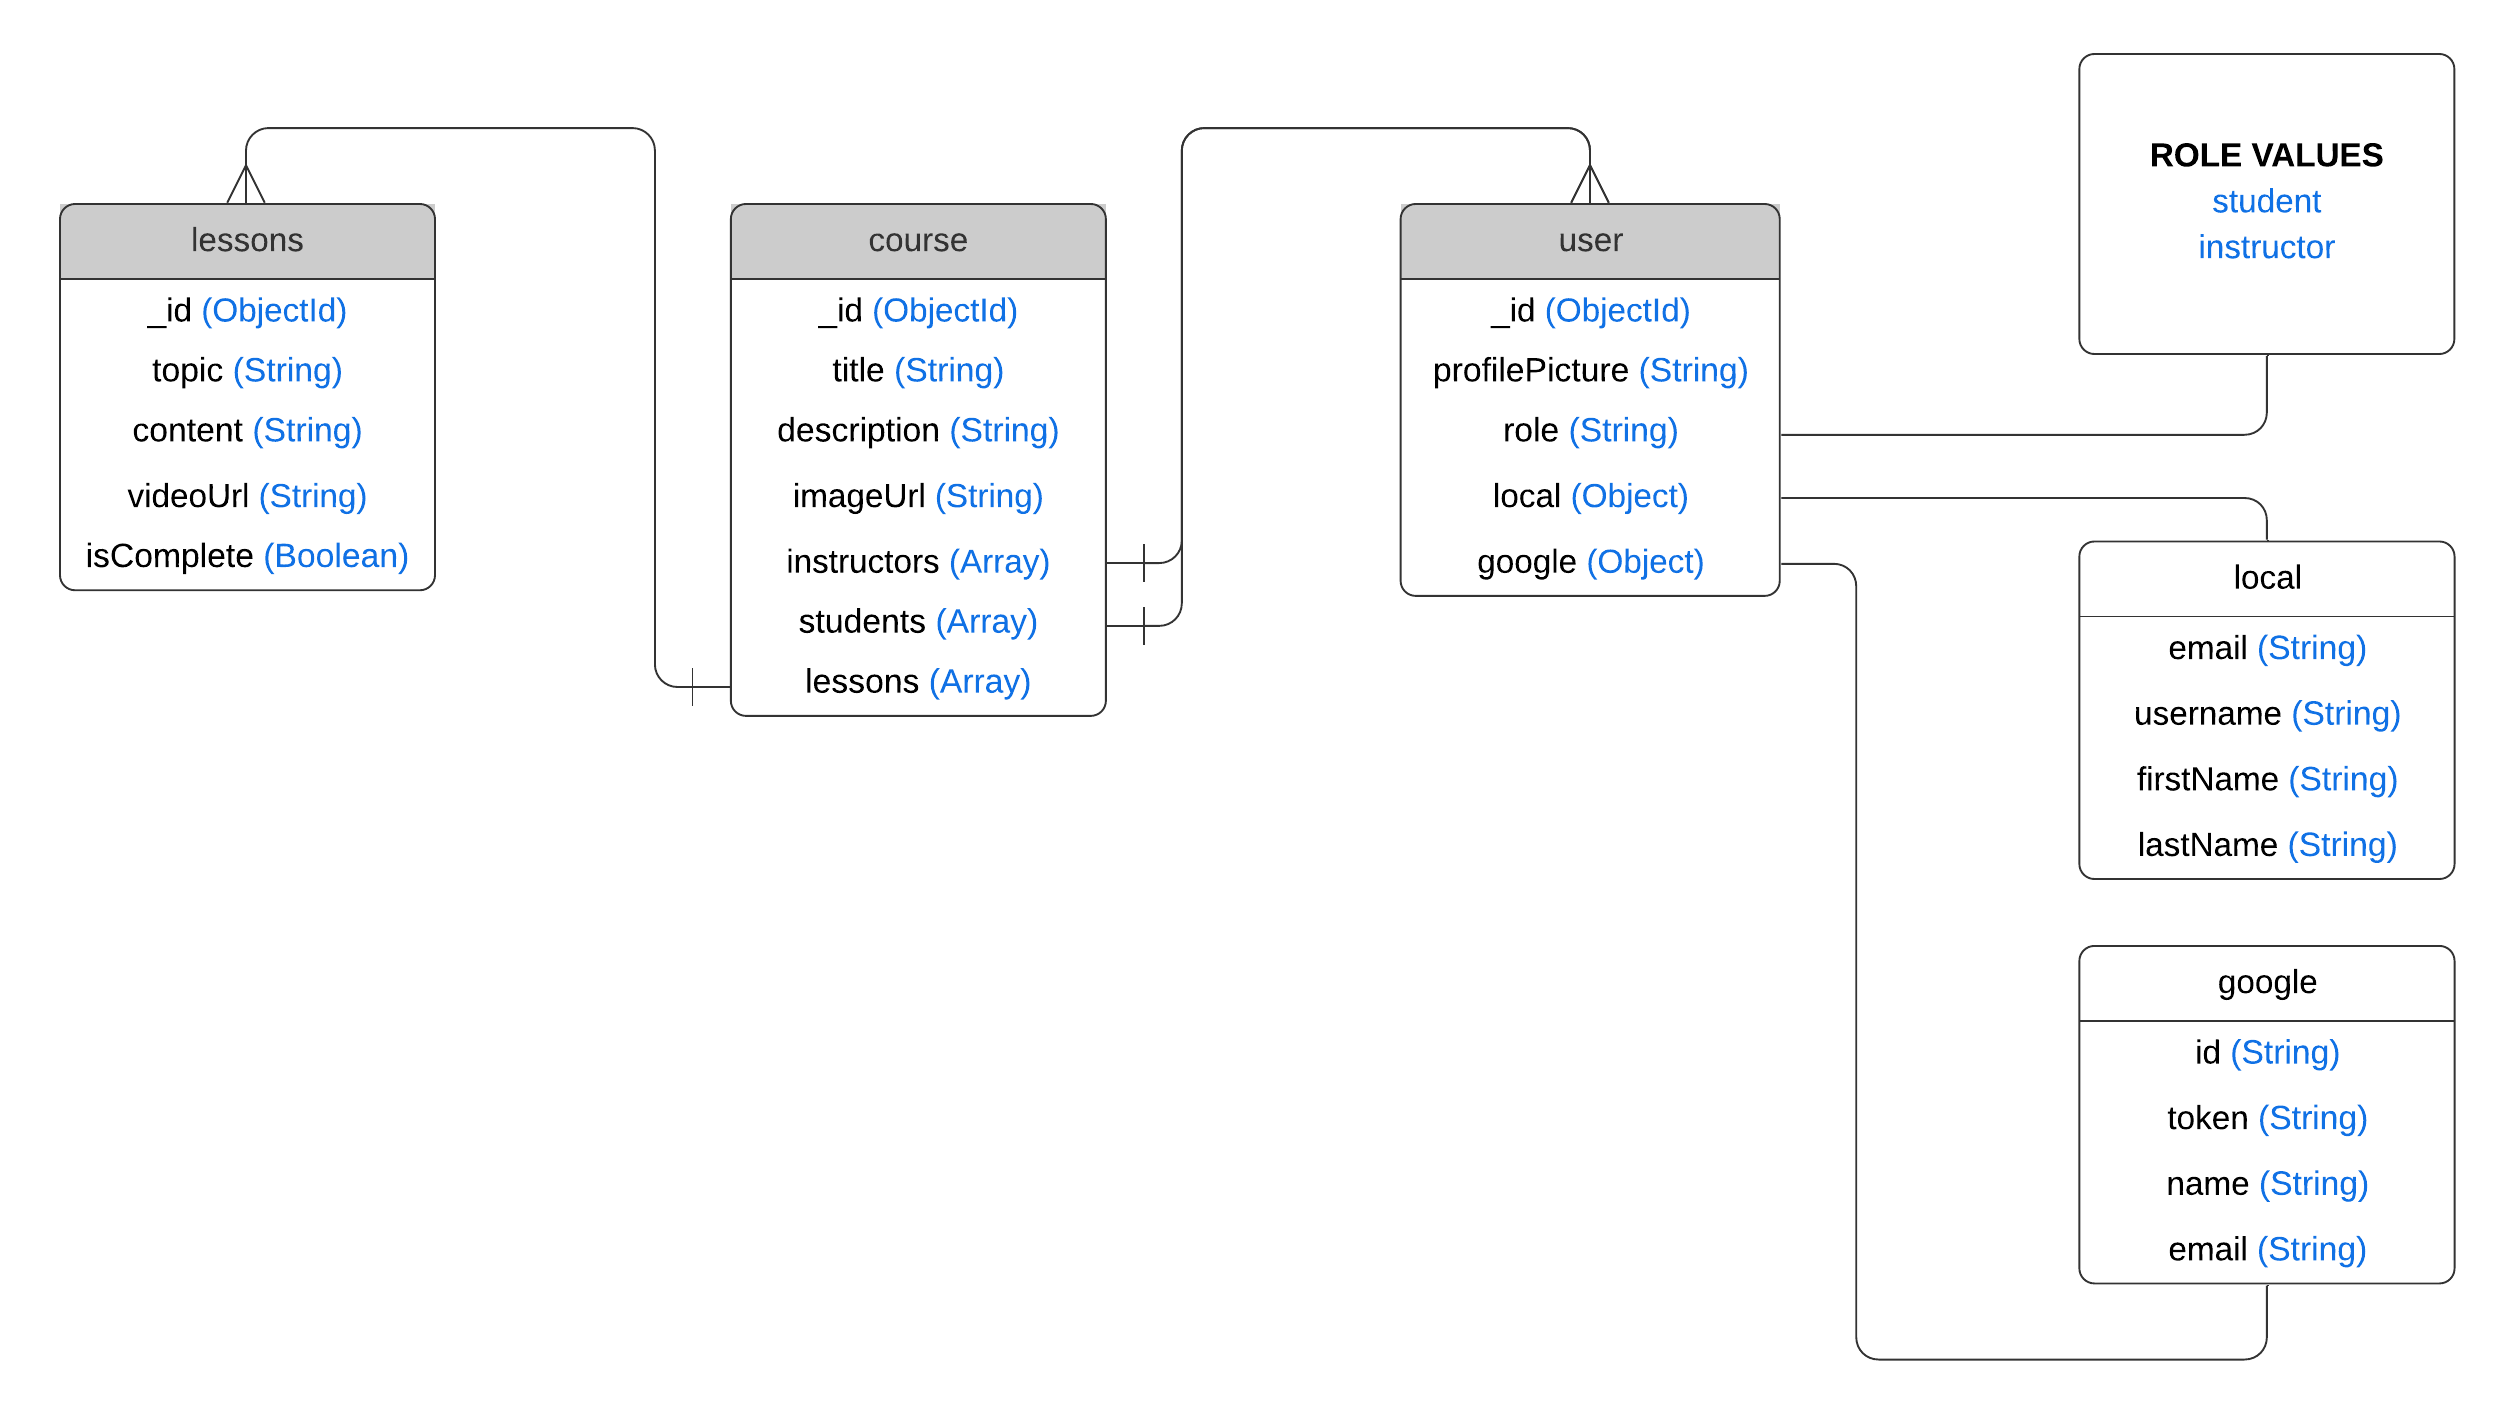 lessons
_id (ObjectId)
topic (String)
content (String)
videoUrl (String)
isComplete (Boolean)
course
_id (ObjectId)
title (String)
description (String)
imageUrl (String)
instructors (Array)
students (Array)
lessons (Array)
user
_id (ObjectId)
profilePicture (String)
role (String)
local (Object)
google (Object)
ROLE VALUES
student
instructor
local
email (String)
username (String)
firstName (String)
lastName (String)
google
id (String)
token (String)
name (String)
email (String)